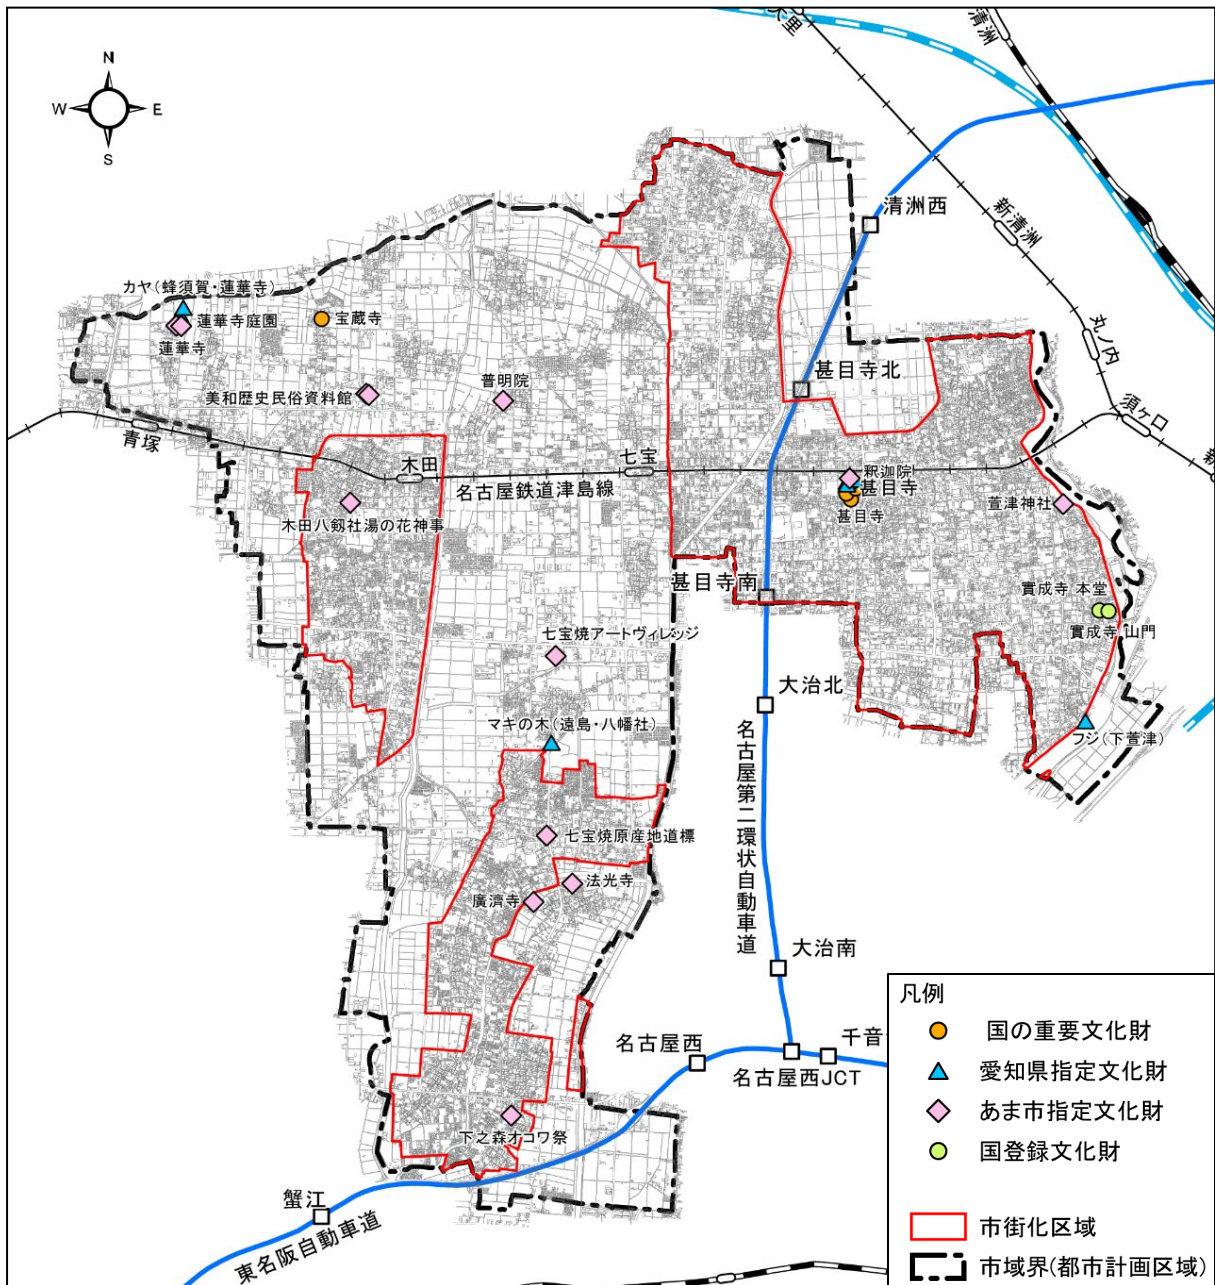 N
W
E
S
大里
清洲
新清洲
清洲西
丸ノ内
須ヶ口
カヤ(蜂須賀・蓮華寺)
蓮華寺庭園
蓮華寺
宝蔵寺
甚目寺北
美和歴史民俗資料館
普明院
青塚
木田
七宝
名古屋鉄道津島線
新
釈迦院
甚目寺
甚目寺
萱津神社
木田八剱社湯の花神事
甚目寺南
實成寺 本堂
實成寺 山門
七宝焼アートヴィレッジ
大治北
マキの木(遠島・八幡社)
フジ(下萱津)
名古屋第二環状自動車道
七宝焼原産地道標
法光寺
廣濟寺
大治南
名古屋西
千音
名古屋西JCT
下之森オコワ祭
蟹江
東名阪自動車道
凡例
国の重要文化財
愛知県指定文化財
あま市指定文化財
国登録文化財
市街化区域
市域界(都市計画区域)